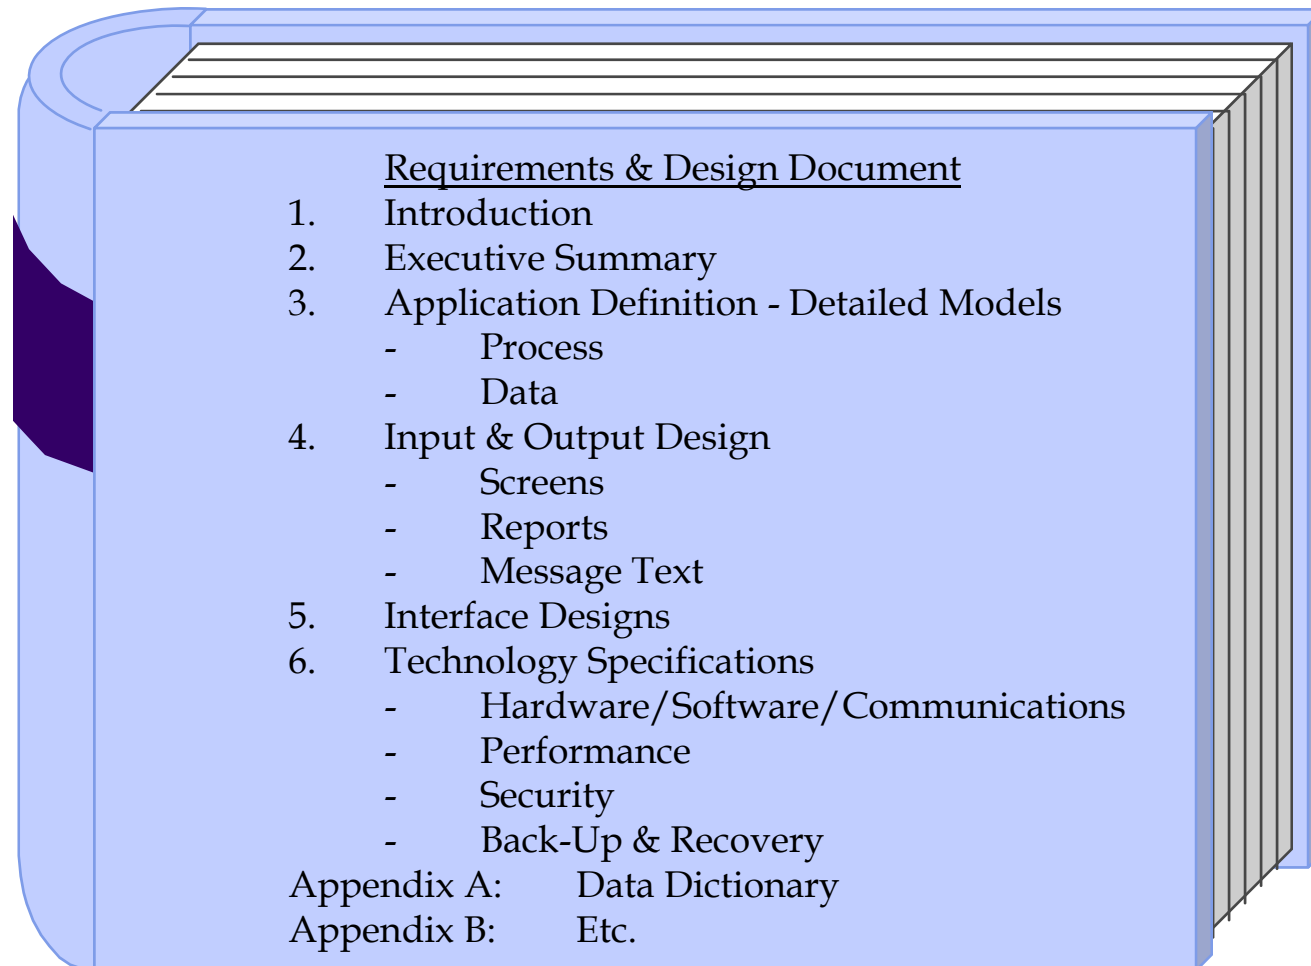 Requirements & Design Document
1. Introduction
2. Executive Summary
3. Application Definition - Detailed Models
- Process
- Data
4. Input & Output Design
- Screens
- Reports
- Message Text
5. Interface Designs
6. Technology Specifications
- Hardware/Software/Communications
- Performance
- Security
- Back-Up & Recovery
Appendix A: Data Dictionary
Appendix B: Etc.